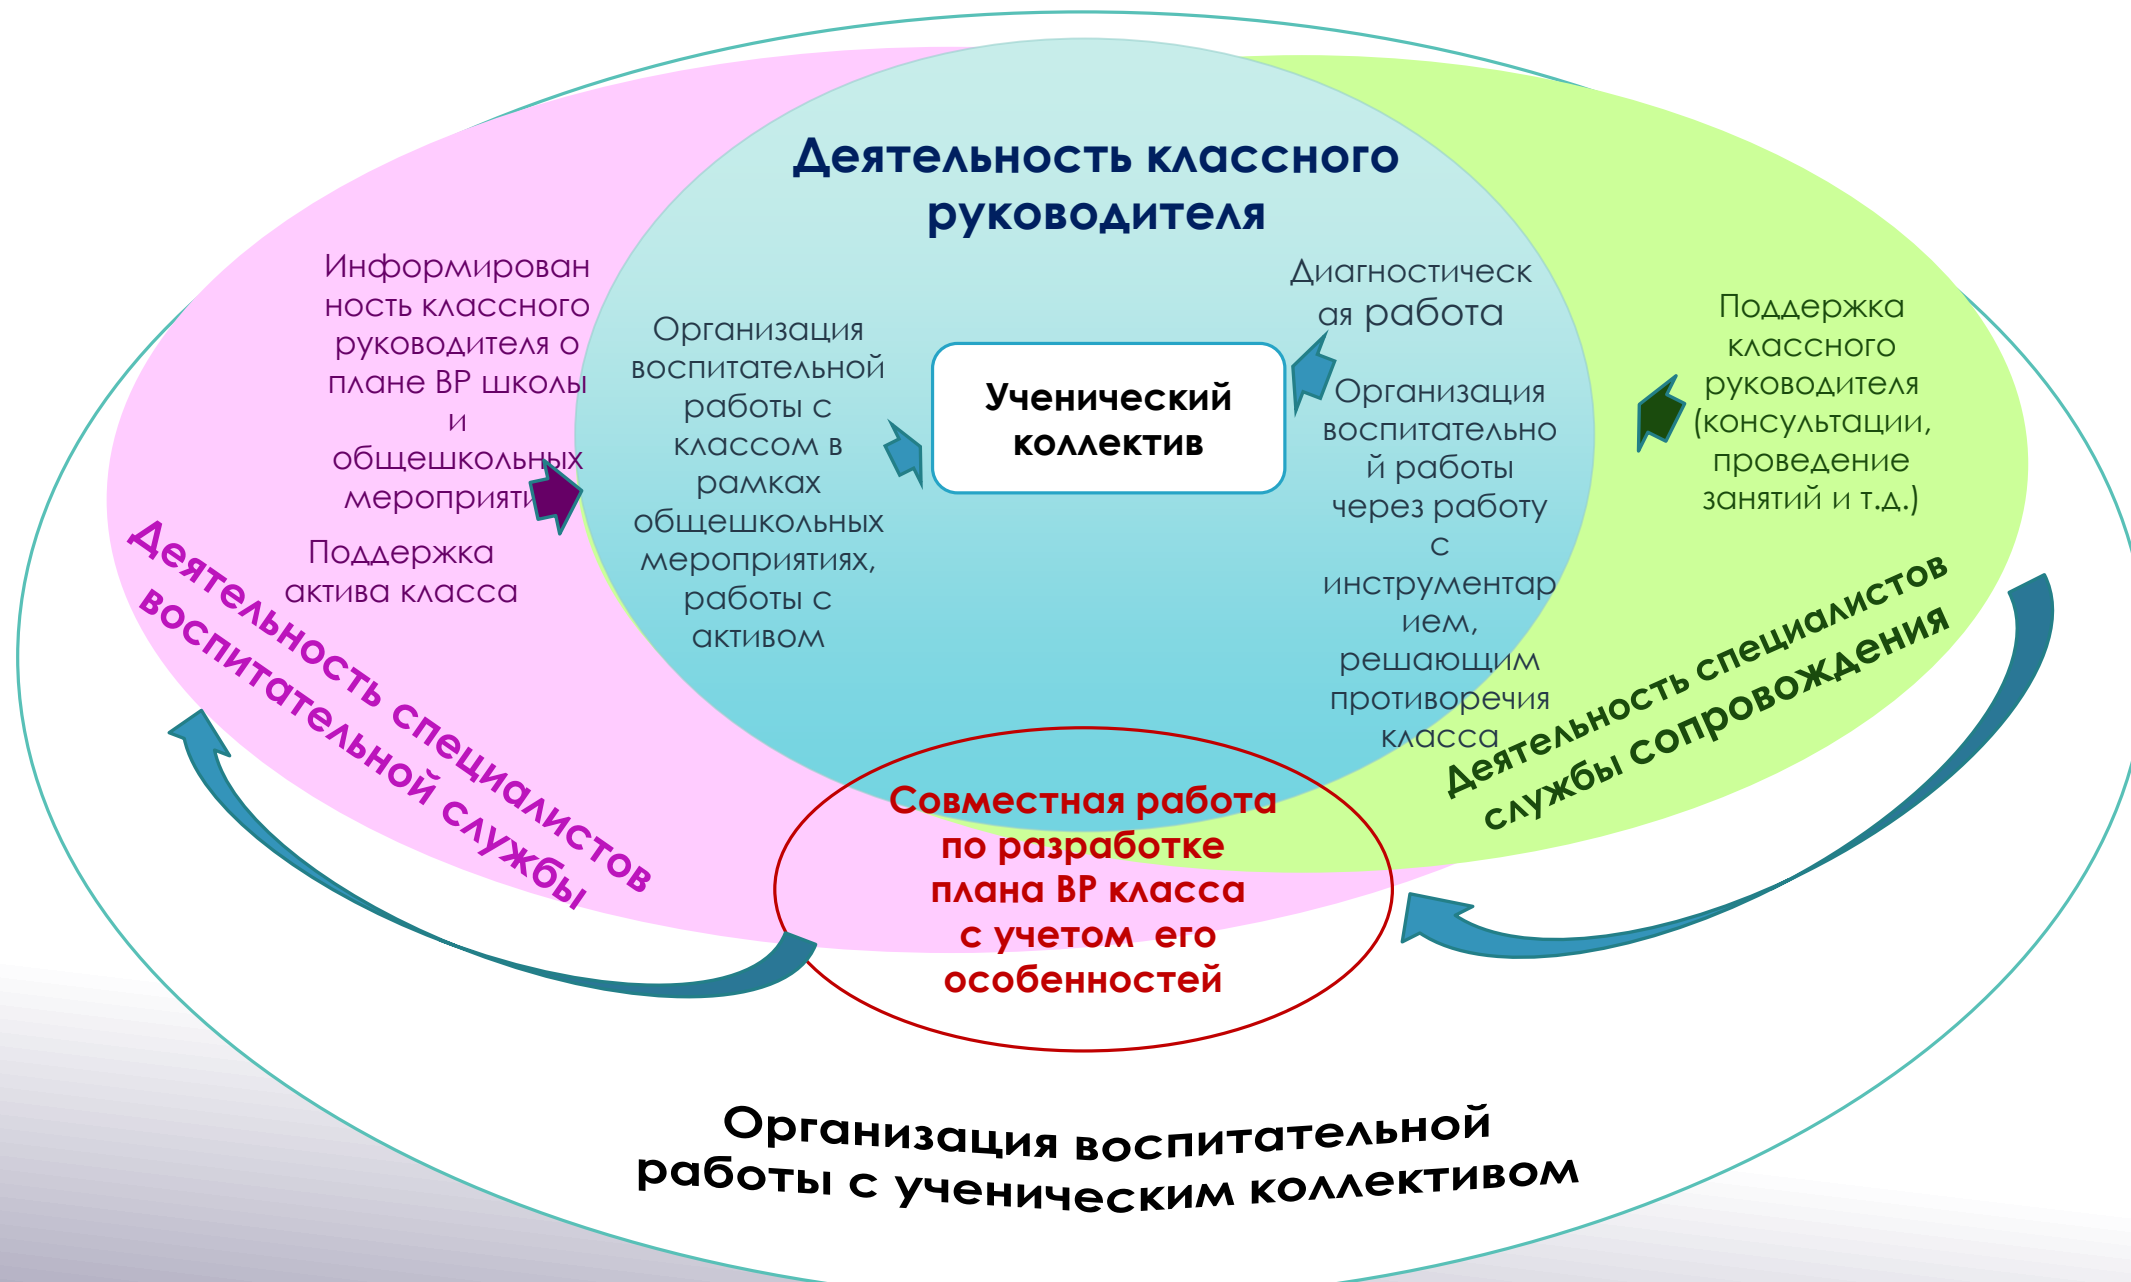 Деятельность классного
руководителя
Информирован
ность классного
руководителя о
плане ВР школы
и
общешкольных
мероприяти
Поддержка
актива класса
Организация
воспитательной
работы с
классом в
рамках
общешкольных
мероприятиях,
работы с
активом
Ученический
коллектив
Диагностическ
ая работа
Организация
воспитательно
й работы
через работу
с
инструментар
ием,
решающим
противоречия
класса
Поддержка
классного
руководителя
(консультации,
проведение
занятий и т.д.)
Деятельность специалистов
воспитательной службы
Деятельность специалистов
службы сопровождения
Совместная работа
по разработке
плана ВР класса
с учетом его
особенностей
Организация воспитательной
работы с ученическим коллективом